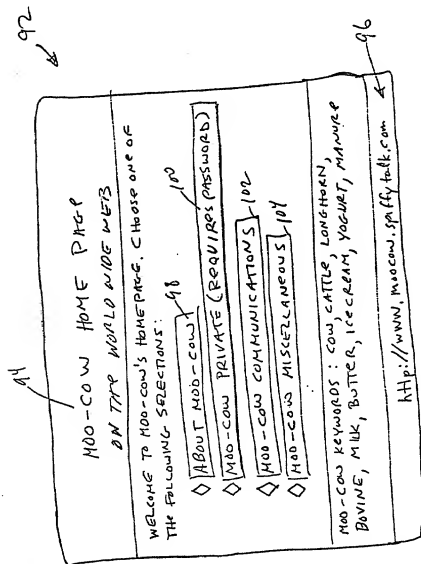 92
94
MOO-COW HOME PAGE
ON THE WORLD WIDE WEB
WELCOME TO MOO-COW'S HOMEPAGE. CHOOSE ONE OF
THE FOLLOWING SELECTIONS:
98
◇ ABOUT MOO-COW
100
◇ MOO-COW PRIVATE (REQUIRES PASSWORD)
◇ MOO-COW COMMUNICATIONS 102
◇ MOO-COW MISCELLANEOUS 104
MOO-COW KEYWORDS: COW, CATTLE, LONGHORN,
BOVINE, MILK, BUTTER, ICECREAM, YOGURT, MANURE
http://www.moocow.spiffytalk.com
96